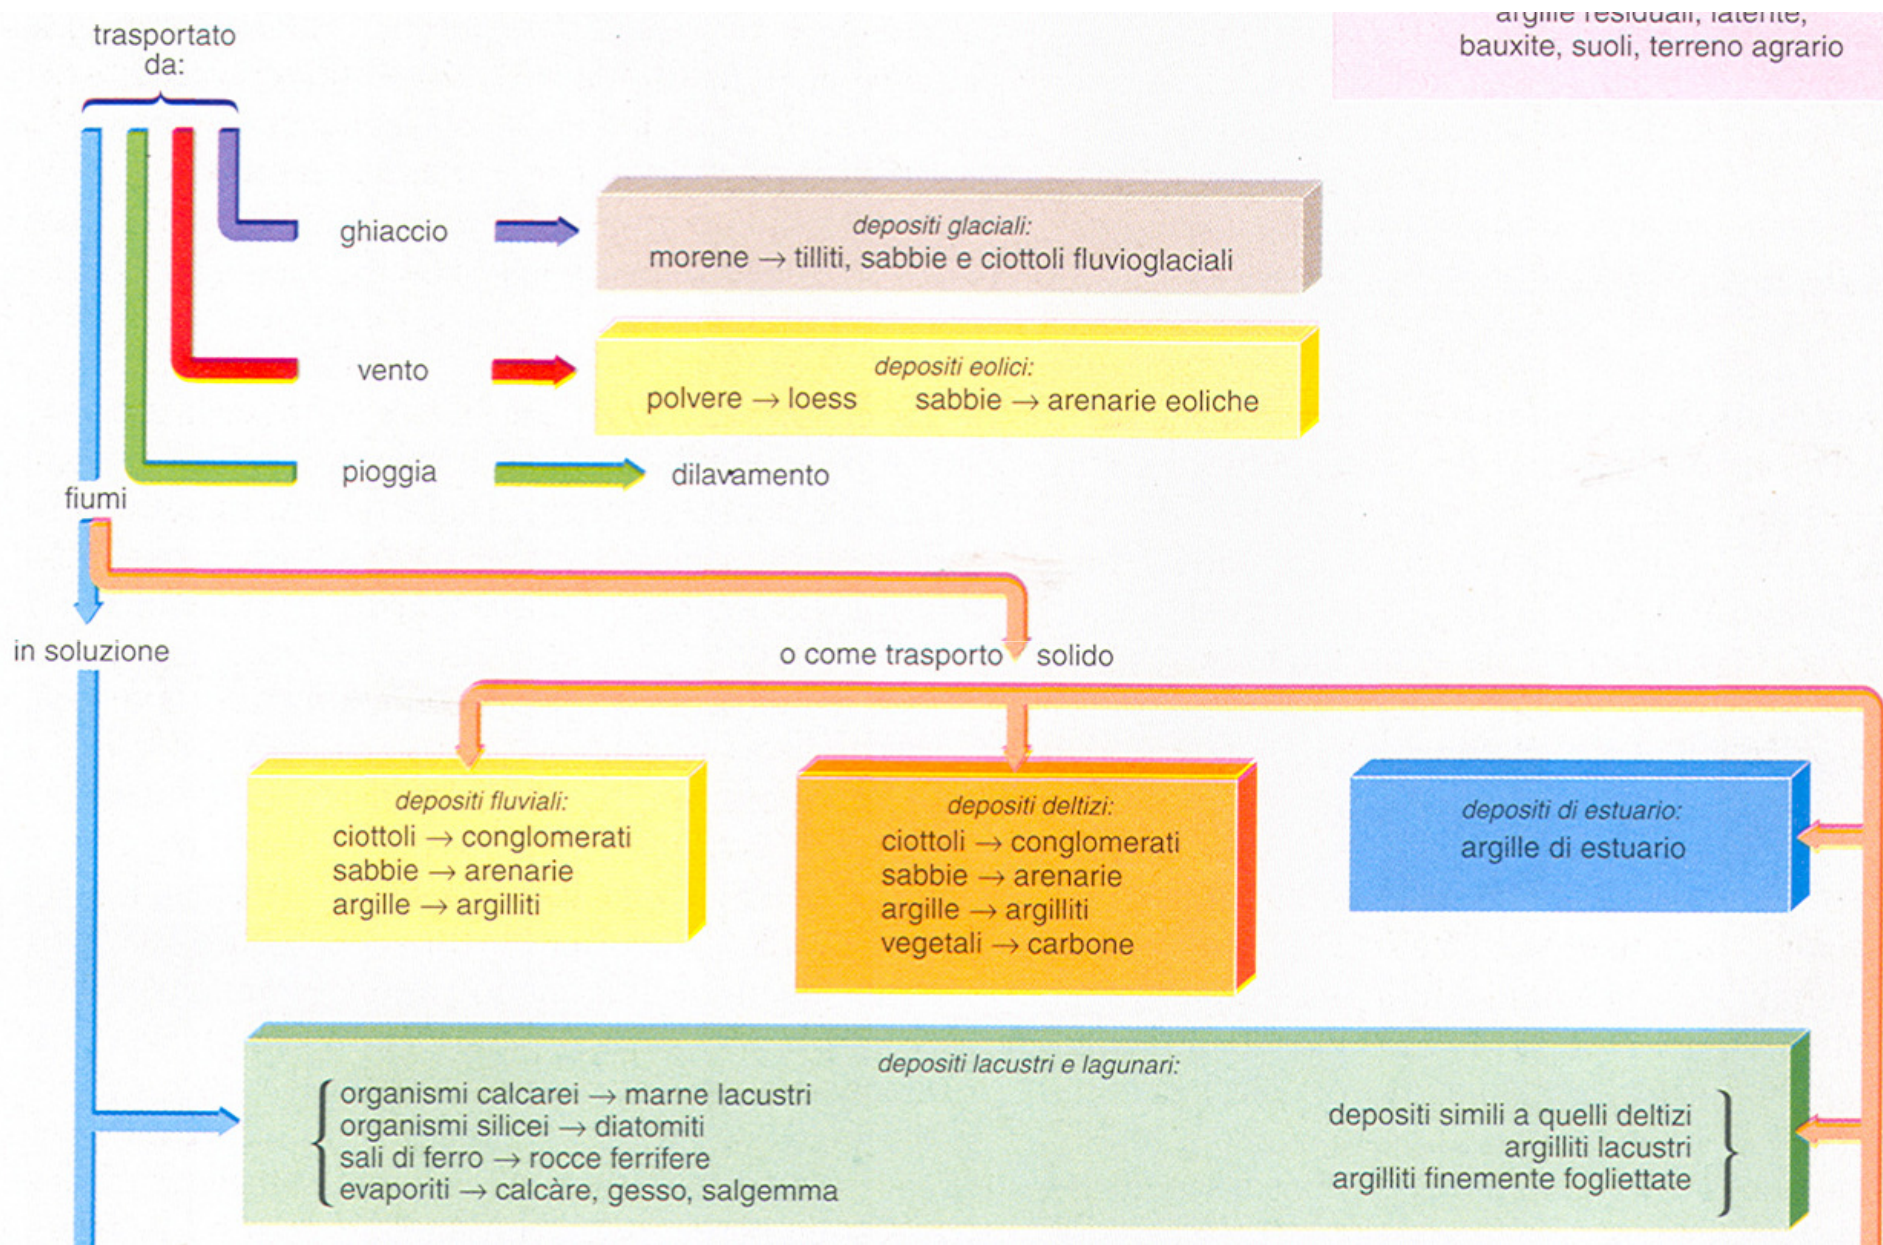 trasportato
da:
argille residuali,
bauxite, suoli, terreno agrario
ghiaccio
depositi glaciali:
morene → tilliti, sabbie e ciottoli fluvioglaciali
vento
depositi eolici:
polvere → loess sabbie → arenarie eoliche
pioggia
dilavamento
fiumi
in soluzione
o come trasporto solido
depositi fluviali:
ciottoli → conglomerati
sabbie → arenarie
argille → argilliti
depositi deltizi:
ciottoli → conglomerati
sabbie → arenarie
argille → argilliti
vegetali → carbone
depositi di estuario:
argille di estuario
depositi lacustri e lagunari:
organismi calcarei → marne lacustri
organismi silicei → diatomiti
sali di ferro → rocce ferrifere
evaporiti → calcàre, gesso, salgemma
depositi simili a quelli deltizi
argilliti lacustri
argilliti finemente fogliettate